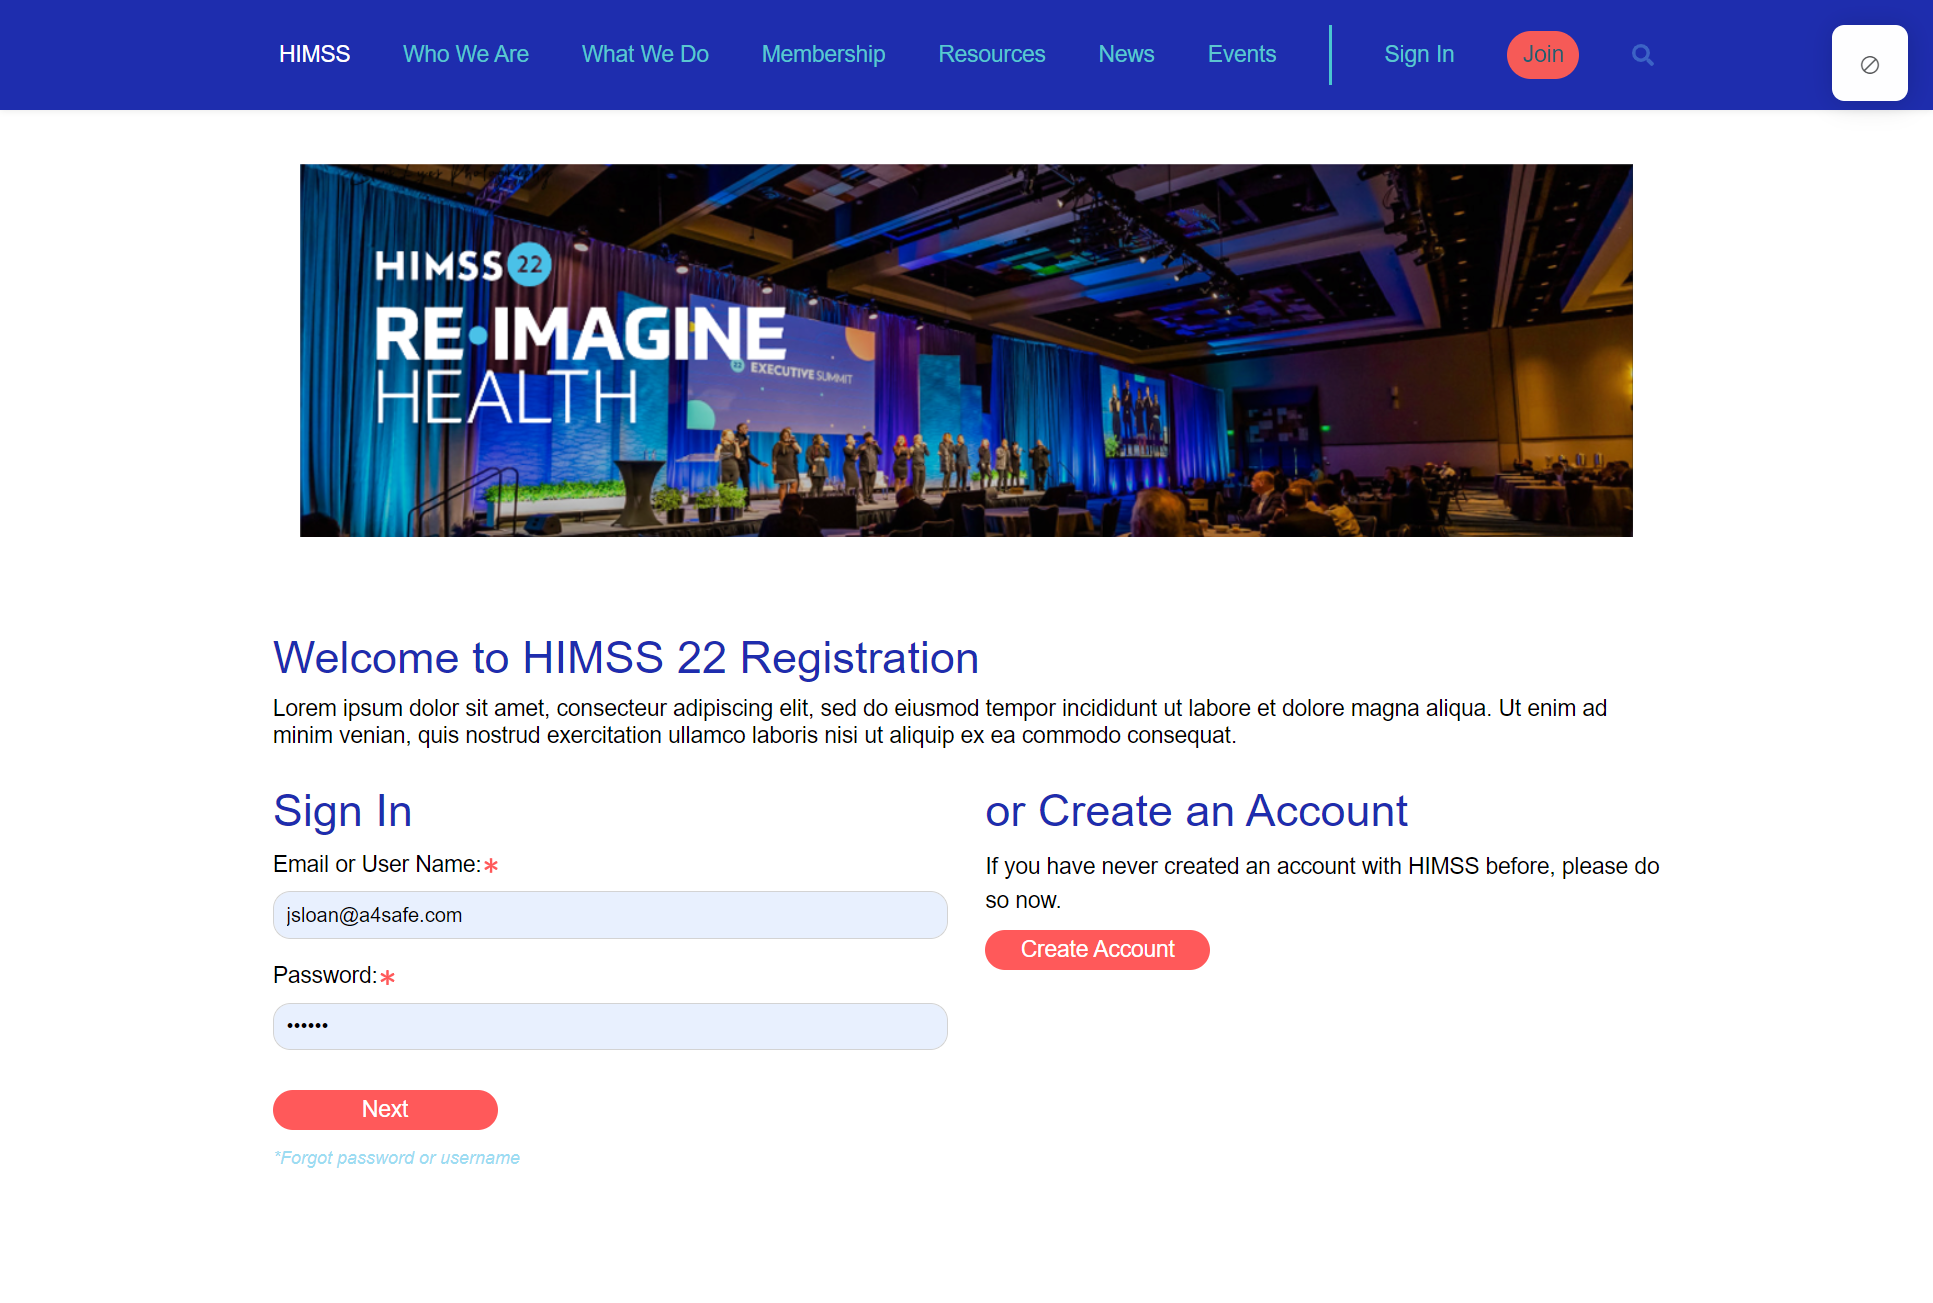 HIMSS Who We Are What We Do Membership Resources News Events Sign In Join
HIMSS 22
RE•IMAGINE
HEALTH
22 EXECUTIVE SUMMIT
Welcome to HIMSS 22 Registration
Lorem ipsum dolor sit amet, consecteur adipiscing elit, sed do eiusmod tempor incididunt ut labore et dolore magna aliqua. Ut enim ad
minim venian, quis nostrud exercitation ullamco laboris nisi ut aliquip ex ea commodo consequat.
Sign In
Email or User Name:*
jsloan@a4safe.com
Password:*
••••••
Next
*Forgot password or username
or Create an Account
If you have never created an account with HIMSS before, please do
so now.
Create Account